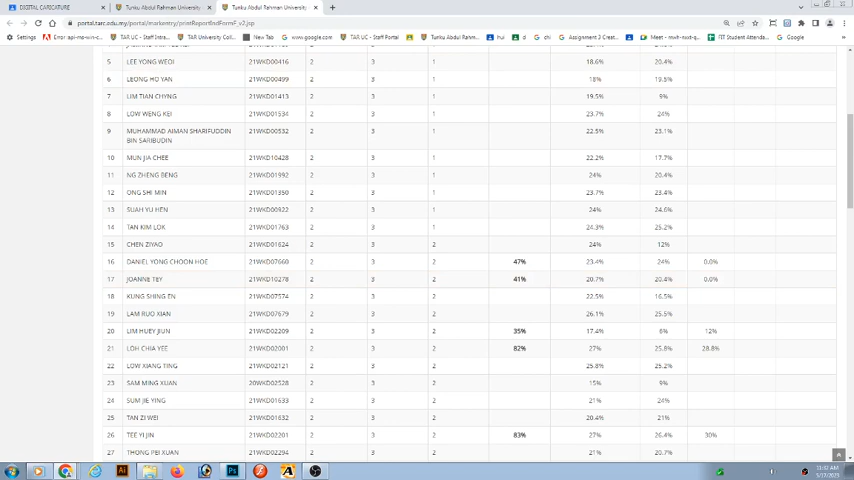 DIGITAL CARICATURE
Tunku Abdul Rahman University
Tunku Abdul Rahman University
portal.tarc.edu.my/portal/markentry/printReportIndFormF_v2.jsp
Settings
Error: api-ms-win-c...
TAR UC - Staff Intra...
TAR University Coll...
New Tab
www.google.com
TAR UC - Staff Portal
Tunku Abdul Rahm...
hui
d
chi
Assignment 3 Creat...
FIT Student Attenda...
Google
5 LEE YONG WEOI 21WKD00416 2 3 1 18.6% 20.4%
6 LEONG HO YAN 21WKD00499 2 3 1 18% 19.5%
7 LIM TIAN CHYNG 21WKD01413 2 3 1 19.5% 9%
8 LOW WENG KEI 21WKD01534 2 3 1 23.7% 24%
9 MUHAMMAD AIMAN SHARIFUDDIN 21WKD00532 2 3 1 22.5% 23.1%
BIN SARIBUDIN
10 MUN JIA CHEE 21WKD10428 2 3 1 22.2% 17.7%
11 NG ZHENG BENG 21WKD01992 2 3 1 24% 20.4%
12 ONG SHI MIN 21WKD01350 2 3 1 23.7% 23.4%
13 SUAH YU HEN 21WKD00922 2 3 1 24% 24.6%
14 TAN KIM LOK 21WKD01763 2 3 1 24.3% 25.2%
15 CHEN ZIYAO 21WKD01624 2 3 2 24% 12%
16 DANIEL YONG CHOON HOE 21WKD07660 2 3 2 47% 23.4% 24% 0.0%
17 JOANNE TEY 21WKD10278 2 3 2 41% 20.7% 20.4% 0.0%
18 KUNG SHING EN 21WKD07574 2 3 2 22.5% 16.5%
19 LAM RUO XIAN 21WKD07679 2 3 2 26.1% 25.5%
20 LIM HUEY JIUN 21WKD02209 2 3 2 35% 17.4% 6% 12%
21 LOH CHIA YEE 21WKD02001 2 3 2 82% 27% 25.8% 28.8%
22 LOW XIANG TING 21WKD02121 2 3 2 25.8% 25.2%
23 SAM MING XUAN 20WKD02528 2 3 2 15% 9%
24 SUM JIE YING 21WKD01633 2 3 2 21% 24%
25 TAN ZI WEI 21WKD01632 2 3 2 20.4% 21%
26 TEE YI JIN 21WKD02201 2 3 2 83% 27% 26.4% 30%
27 THONG PEI XUAN 21WKD02294 2 3 2 21% 20.7%
11:02 AM
5/17/2023